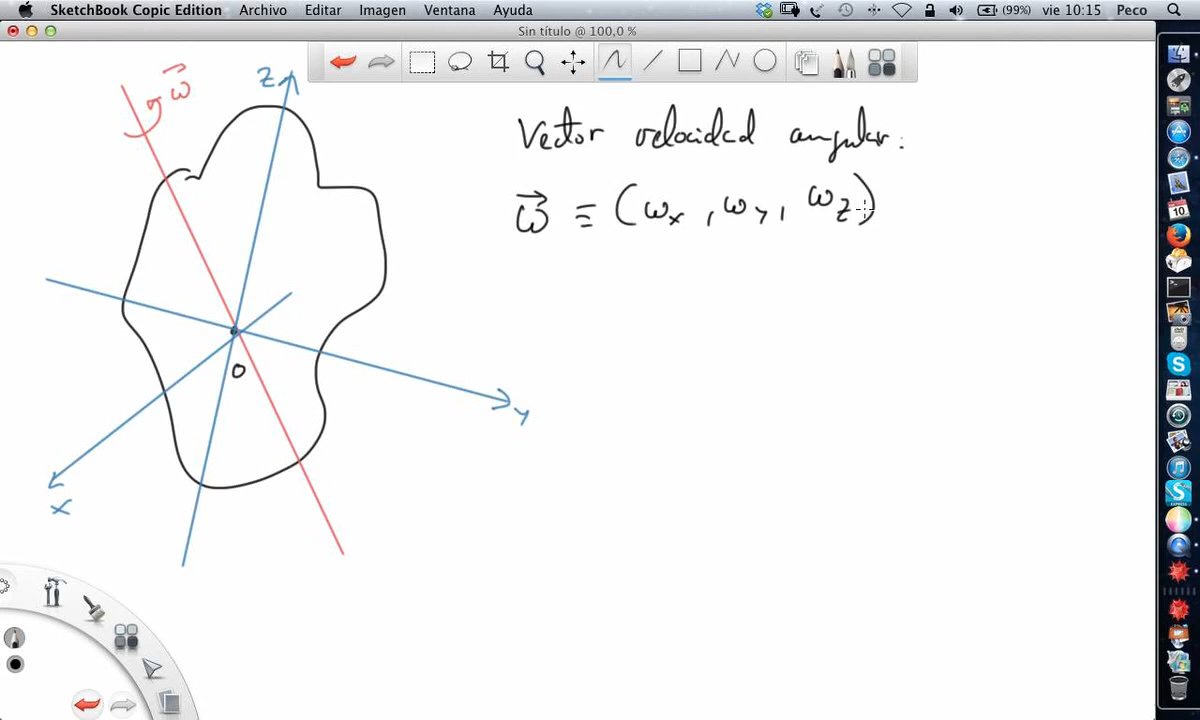 SketchBook Copic Edition Archivo Editar Imagen Ventana Ayuda (99%) vie 10:15 Peco
Sin título @ 100,0 %
ω⃗
z
Vector velocidad angular:
ω⃗ ≡ (ωx, ωy, ωz)
O
y
x
10